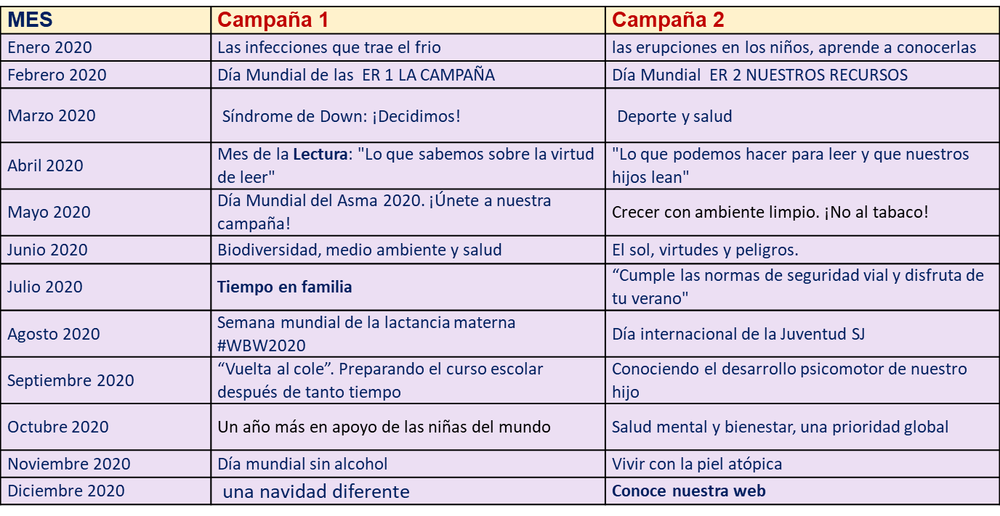 MES Campaña 1 Campaña 2
Enero 2020 Las infecciones que trae el frio las erupciones en los niños, aprende a conocerlas
Febrero 2020 Día Mundial de las ER 1 LA CAMPAÑA Día Mundial ER 2 NUESTROS RECURSOS
Marzo 2020 Síndrome de Down: ¡Decidimos! Deporte y salud
Abril 2020
Mes de la Lectura: "Lo que sabemos sobre la virtud
de leer"
"Lo que podemos hacer para leer y que nuestros
hijos lean"
Mayo 2020
Día Mundial del Asma 2020. ¡Únete a nuestra
campaña!
Crecer con ambiente limpio. ¡No al tabaco!
Junio 2020 Biodiversidad, medio ambiente y salud El sol, virtudes y peligros.
Julio 2020 Tiempo en familia
“Cumple las normas de seguridad vial y disfruta de
tu verano"
Agosto 2020
Semana mundial de la lactancia materna
#WBW2020
Día internacional de la Juventud SJ
Septiembre 2020
“Vuelta al cole”. Preparando el curso escolar
después de tanto tiempo
Conociendo el desarrollo psicomotor de nuestro
hijo
Octubre 2020 Un año más en apoyo de las niñas del mundo Salud mental y bienestar, una prioridad global
Noviembre 2020 Día mundial sin alcohol Vivir con la piel atópica
Diciembre 2020 una navidad diferente Conoce nuestra web